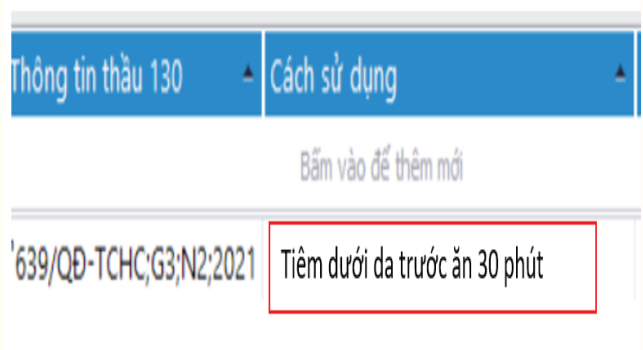 Thông tin thầu 130 Cách sử dụng
Bấm vào để thêm mới
639/QĐ-TCHC;G3;N2;2021 Tiêm dưới da trước ăn 30 phút